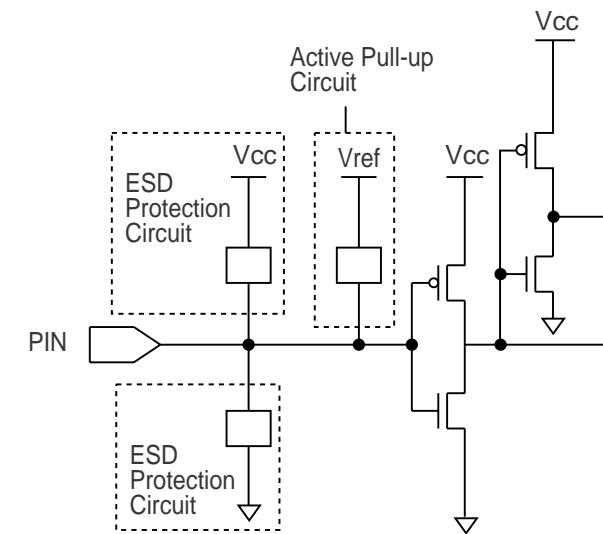 Vcc
Active Pull-up
Circuit
Vcc
Vref
Vcc
ESD
Protection
Circuit
PIN
ESD
Protection
Circuit